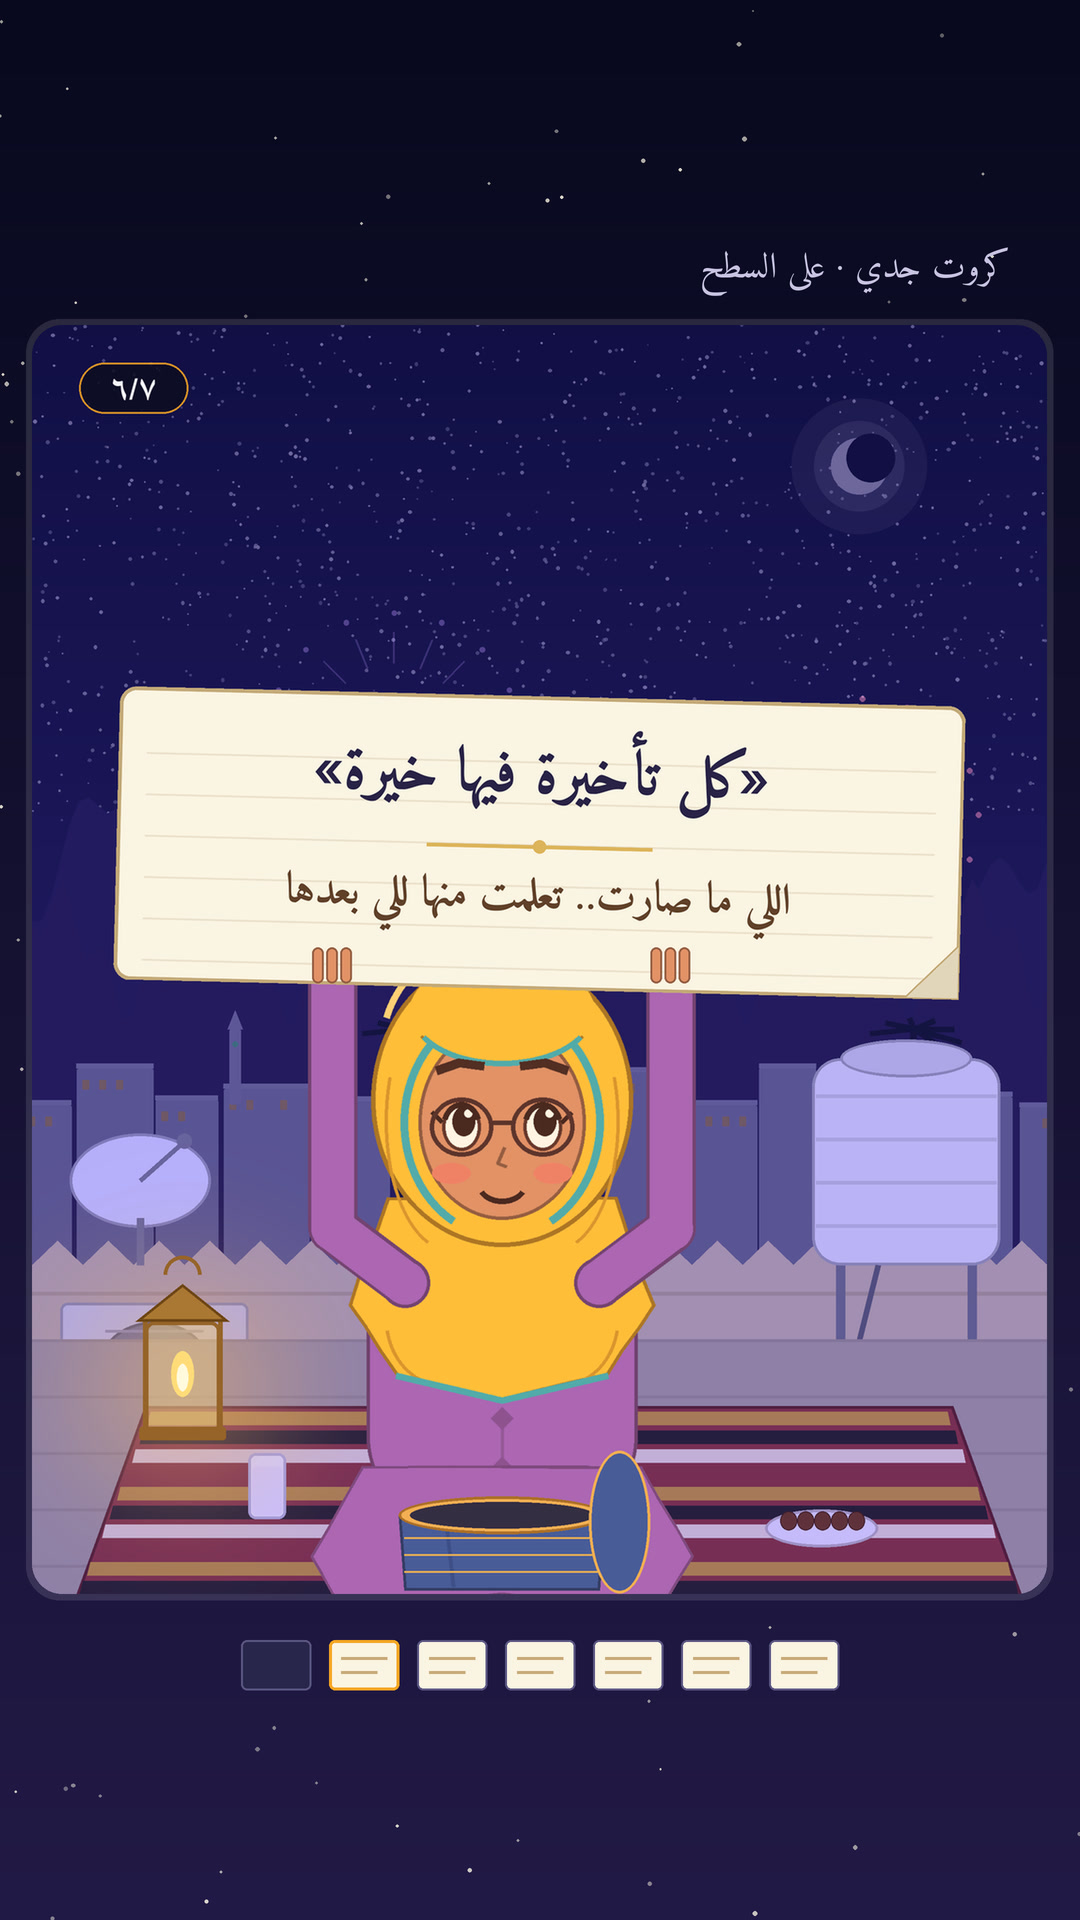 كروت جدي · على السطح
٦/٧
«كل تأخيرة فيها خيرة»
اللي ما صارت.. تعلمت منها للي بعدها